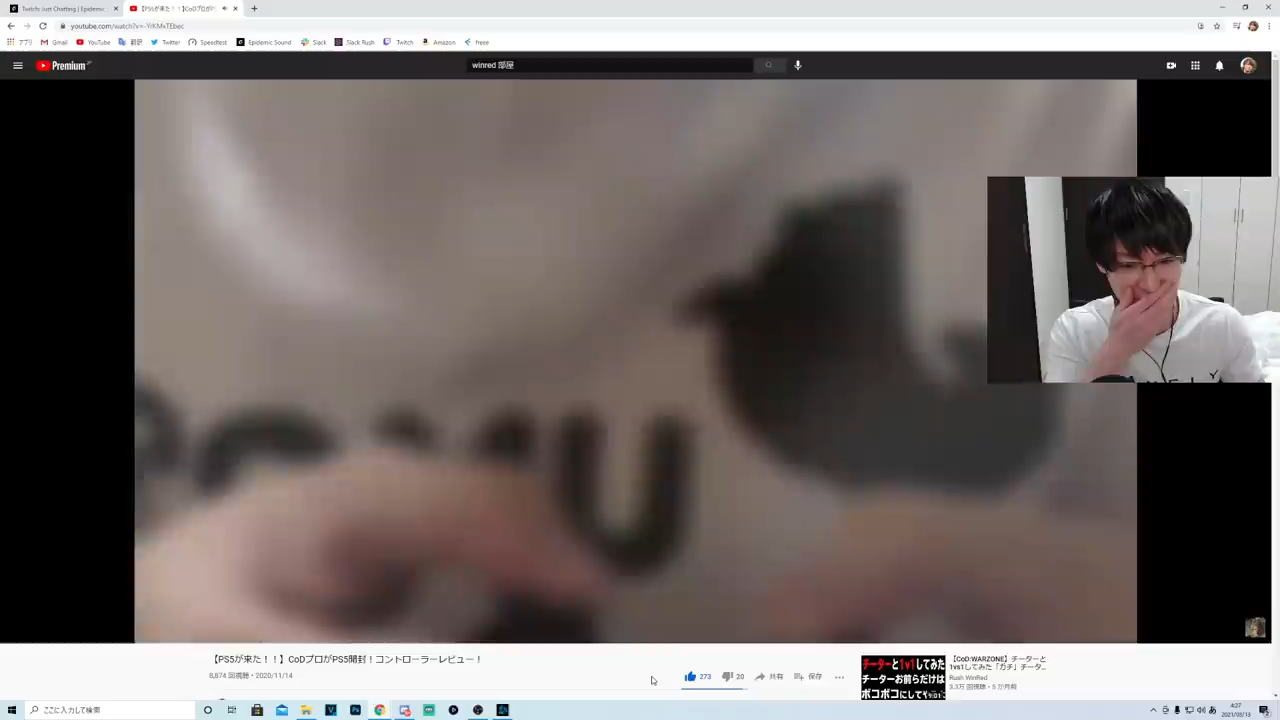 Twitch: Just Chatting | Epidemi
【PS5が来た！！】CoDプロがPS
youtube.com/watch?v=-YrKMxTEbec
アプリ Gmail YouTube 翻訳 Twitter Speedtest Epidemic Sound Slack Slack Rush Twitch Amazon Freee
Premium JP
winred 部屋
U
【PS5が来た！！】CoDプロがPS5開封！コントローラーレビュー！
8,874 回視聴・2020/11/14
273 20 共有 保存
チーターと1v1してみた
チーターお前らだけは
ボコボコにしてやる
【CoD:WARZONE】チーターと
1vs1してみた「ガチ」チータ...
Rush WinRed
3.3万 回視聴・5 か月前
ここに入力して検索
4:27
2021/03/13